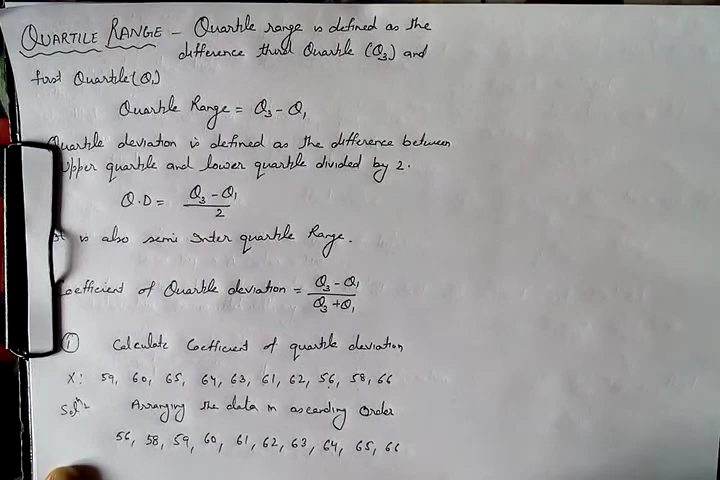 QUARTILE RANGE - Quartile range is defined as the
difference third Quartile (Q3) and
first Quartile (Q1)
Quartile Range = Q3 - Q1
Quartile deviation is defined as the difference between
Upper quartile and lower quartile divided by 2.
Q.D = Q3 - Q1 / 2
It is also semi Inter quartile Range.
Coefficient of Quartile deviation = Q3 - Q1 / Q3 + Q1
① Calculate Coefficient of quartile deviation
X: 59, 60, 65, 64, 63, 61, 62, 56, 58, 66
Soln Arranging the data in ascending Order
56, 58, 59, 60, 61, 62, 63, 64, 65, 66